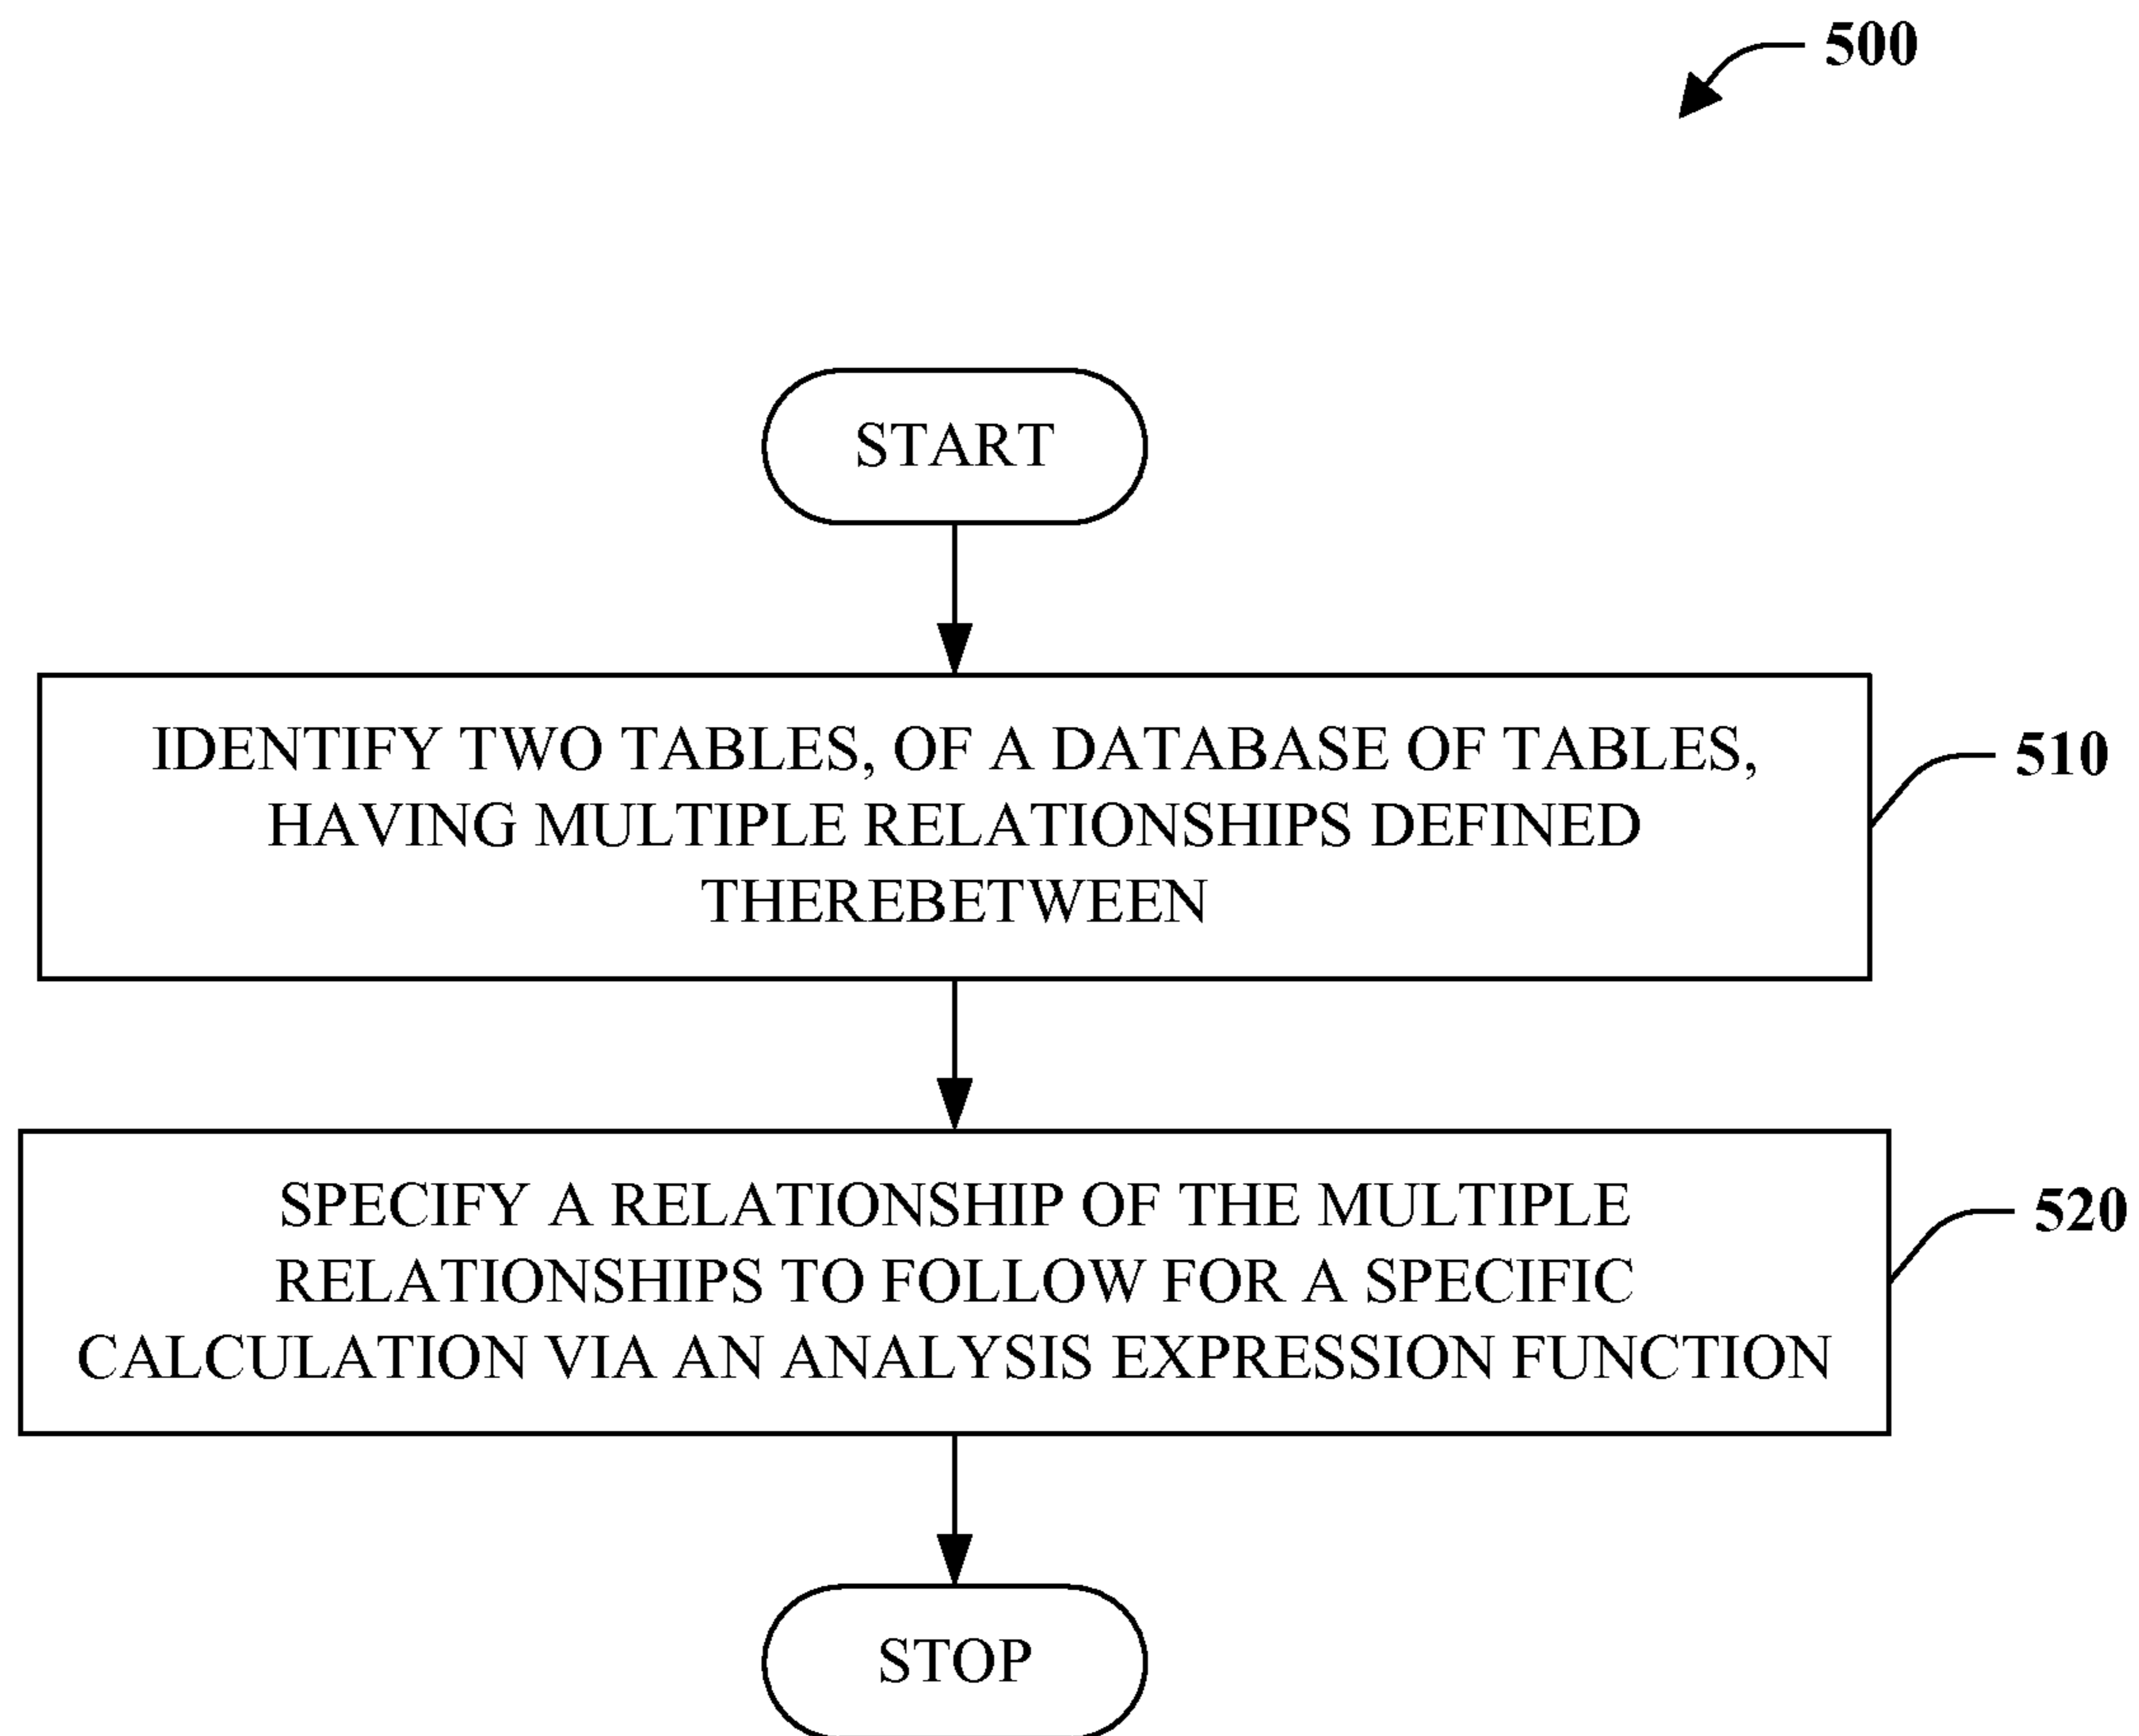 500
START
IDENTIFY TWO TABLES, OF A DATABASE OF TABLES,
HAVING MULTIPLE RELATIONSHIPS DEFINED
THEREBETWEEN
510
SPECIFY A RELATIONSHIP OF THE MULTIPLE
RELATIONSHIPS TO FOLLOW FOR A SPECIFIC
CALCULATION VIA AN ANALYSIS EXPRESSION FUNCTION
520
STOP